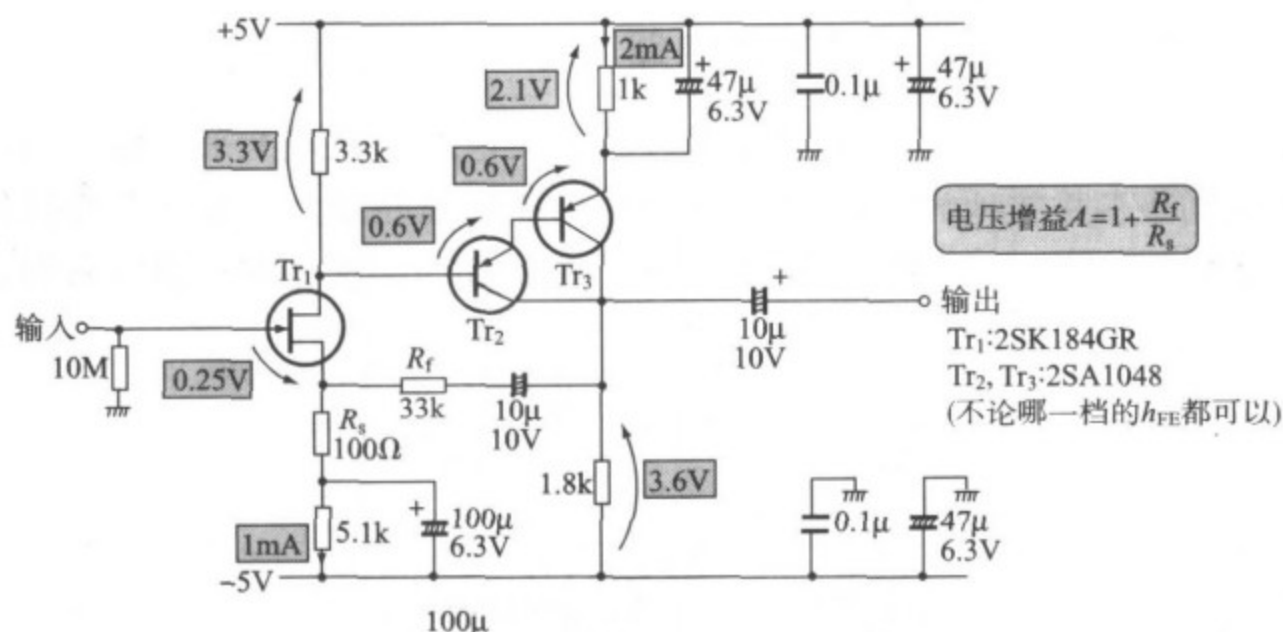 +5V
2mA
2.1V
1k
47μ
6.3V
0.1μ
47μ
6.3V
3.3V
3.3k
0.6V
0.6V
电压增益A=1+Rf/Rs
Tr1
Tr2
Tr3
输入
10M
0.25V
Rf
33k
10μ
10V
10μ
10V
输出
Tr1:2SK184GR
Tr2, Tr3:2SA1048
(不论哪一档的hFE都可以)
Rs
100Ω
1.8k
3.6V
5.1k
1mA
100μ
6.3V
0.1μ
47μ
6.3V
–5V
100μ